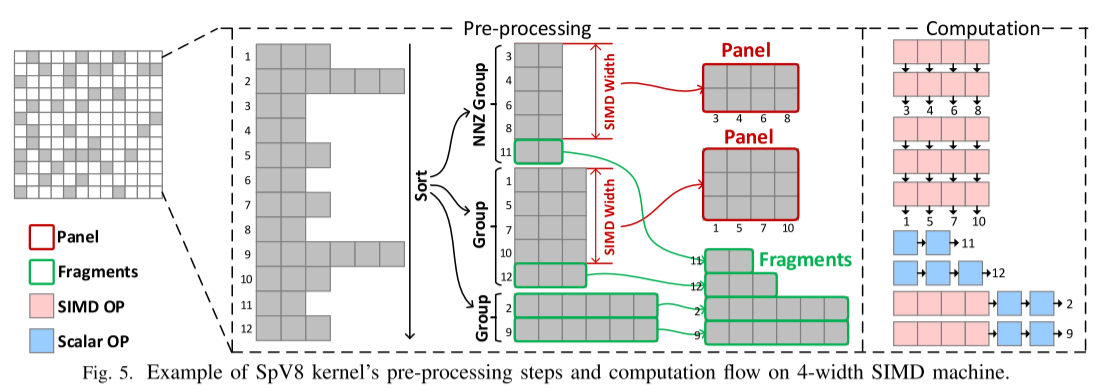 Pre-processing
Computation
1
2
3
4
5
6
7
8
9
10
11
12
Sort
NNZ Group
3
4
6
8
11
SIMD Width
Group
1
5
7
10
12
SIMD Width
Group
2
9
Panel
3 4 6 8
Panel
1 5 7 10
Fragments
11
12
2
9
3 4 6 8
1 5 7 10
11
12
2
9
Panel
Fragments
SIMD OP
Scalar OP
Fig. 5. Example of SpV8 kernel's pre-processing steps and computation flow on 4-width SIMD machine.